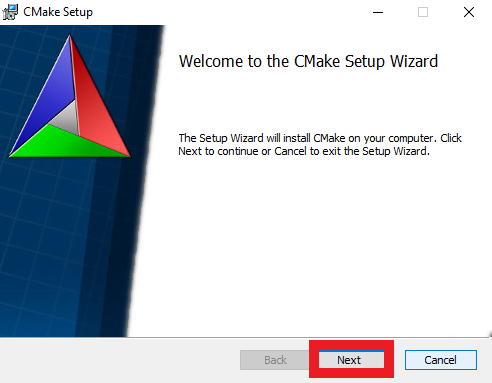 CMake Setup
Welcome to the CMake Setup Wizard
The Setup Wizard will install CMake on your computer. Click
Next to continue or Cancel to exit the Setup Wizard.
Back Next Cancel